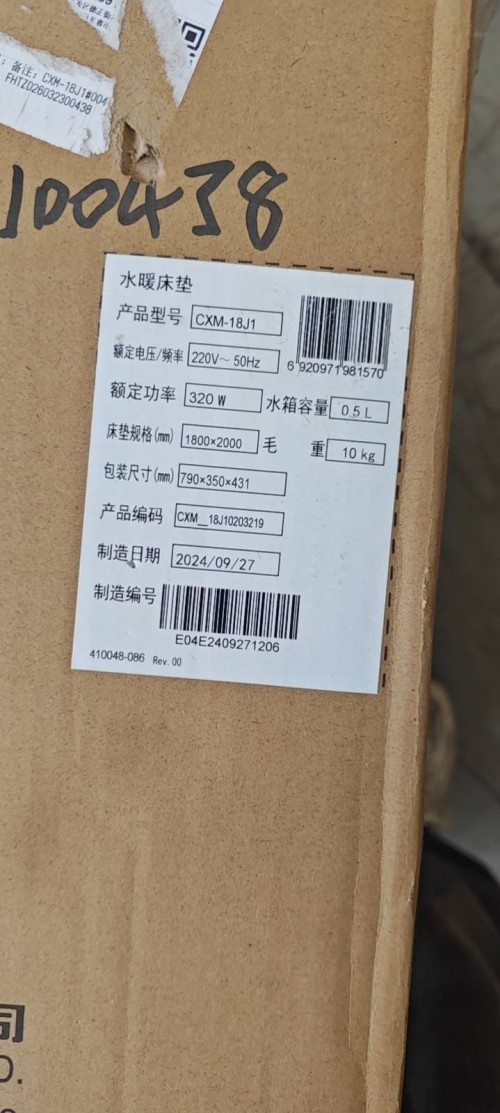 备注：CXM-18J1#004
FHTZD26032300438
100438
水暖床垫
产品型号 CXM-18J1
6 920971 981570
额定电压/频率 220V～ 50Hz
额定功率 320 W 水箱容量 0.5 L
床垫规格(mm) 1800×2000 毛 重 10 kg
包装尺寸(mm) 790×350×431
产品编码 CXM__18J10203219
制造日期 2024/09/27
制造编号
E04E2409271206
410048-086 Rev.00
司
D.